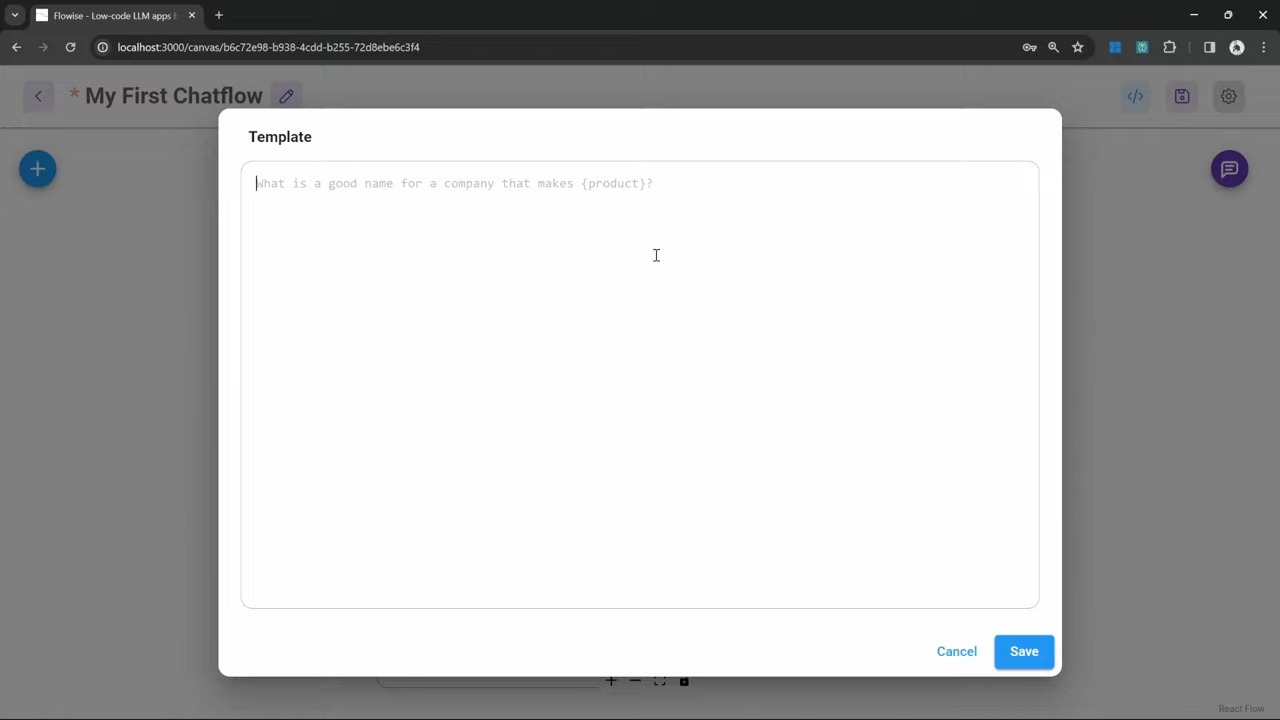 Flowise - Low-code LLM apps b
localhost:3000/canvas/b6c72e98-b938-4cdd-b255-72d8ebe6c3f4
* My First Chatflow
Template
What is a good name for a company that makes {product}?
Cancel
Save
React Flow